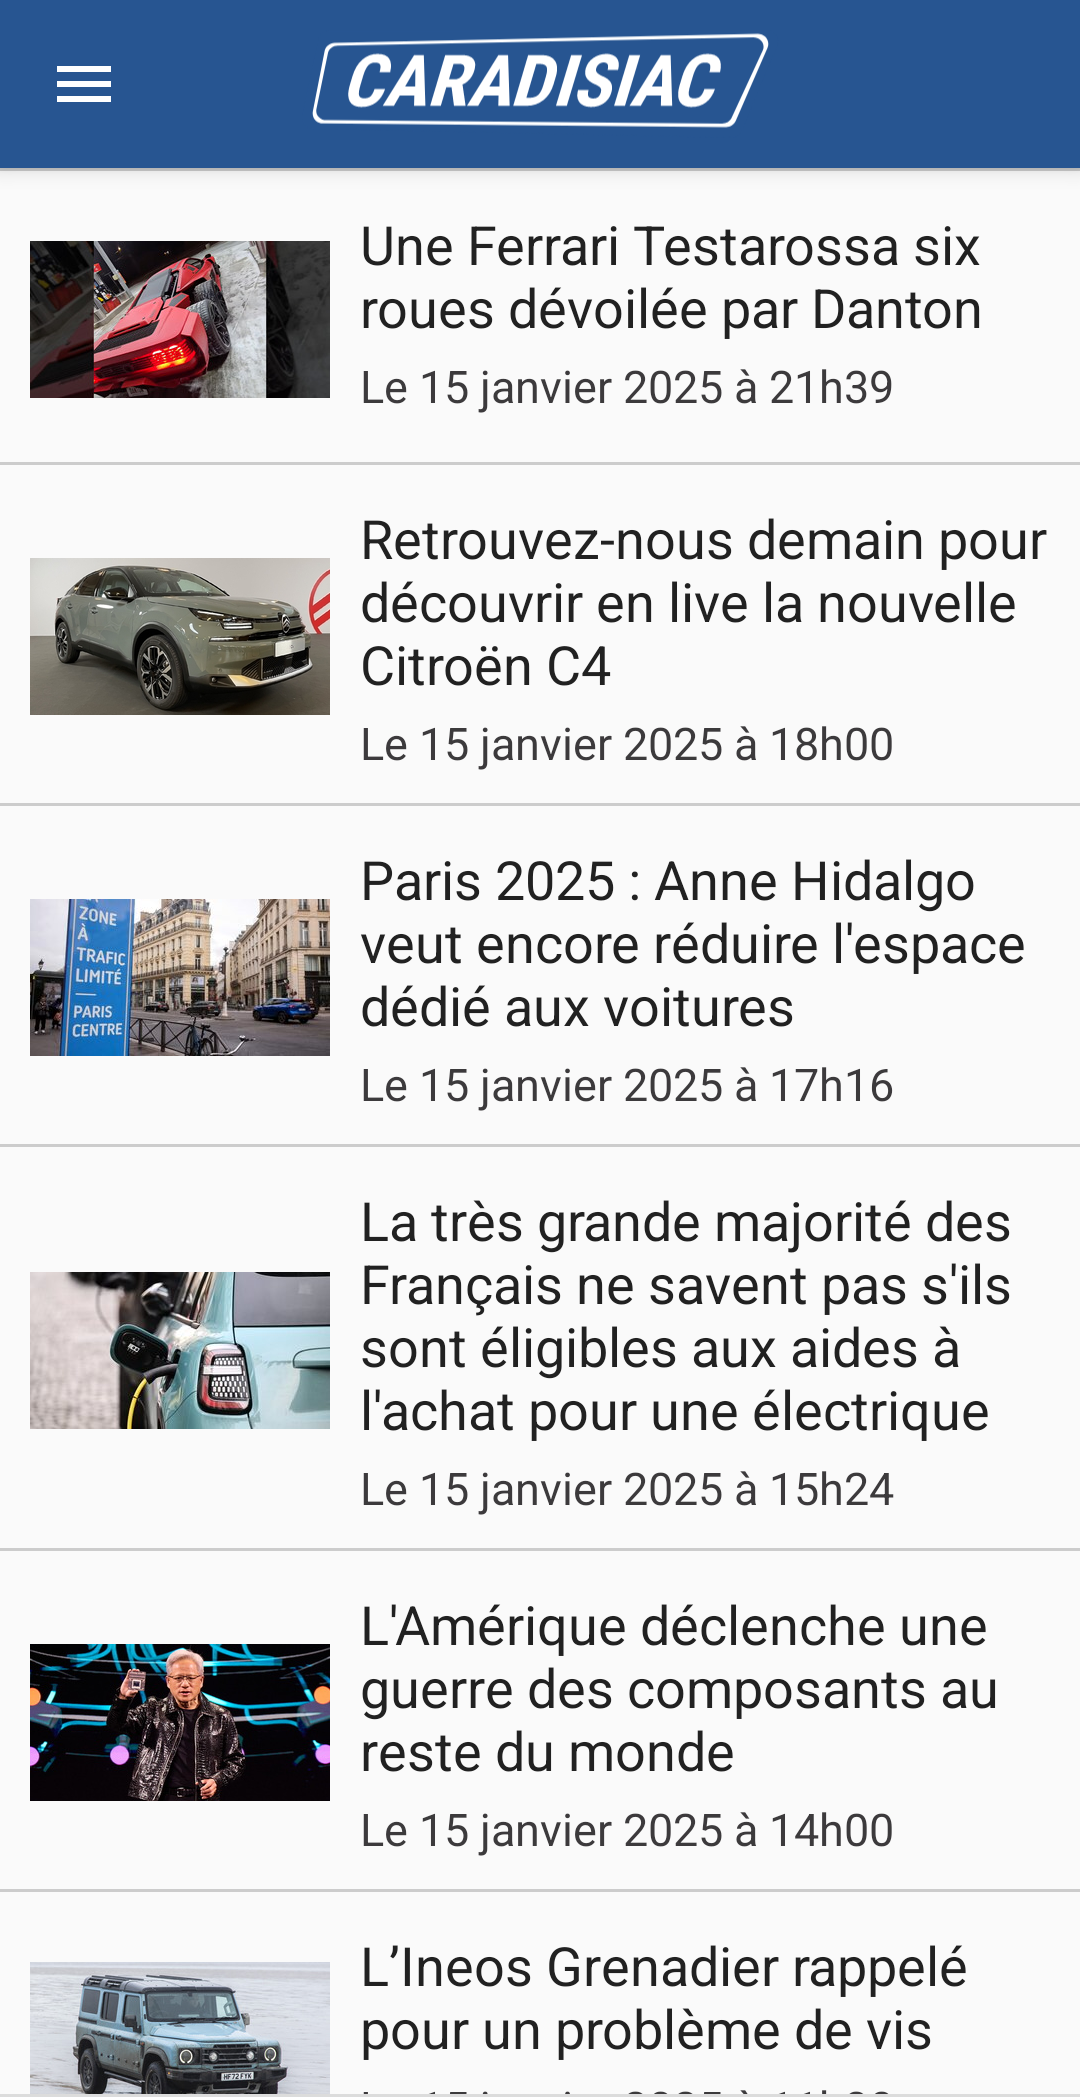 CARADISIAC
Une Ferrari Testarossa six
roues dévoilée par Danton
Le 15 janvier 2025 à 21h39
Retrouvez-nous demain pour
découvrir en live la nouvelle
Citroën C4
Le 15 janvier 2025 à 18h00
ZONE
À
TRAFIC
LIMITÉ
PARIS
CENTRE
Paris 2025 : Anne Hidalgo
veut encore réduire l'espace
dédié aux voitures
Le 15 janvier 2025 à 17h16
La très grande majorité des
Français ne savent pas s'ils
sont éligibles aux aides à
l'achat pour une électrique
Le 15 janvier 2025 à 15h24
L'Amérique déclenche une
guerre des composants au
reste du monde
Le 15 janvier 2025 à 14h00
L’Ineos Grenadier rappelé
pour un problème de vis
HF72 FYK